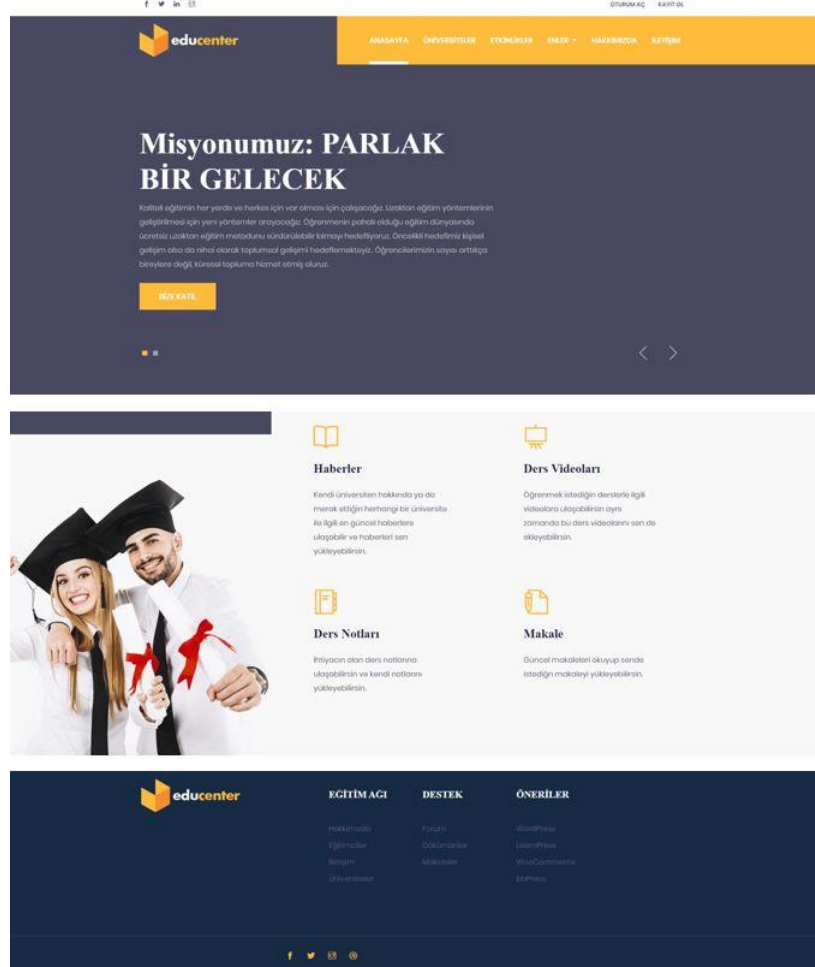 OTURUM AÇ KAYIT OL
educenter
ANASAYFA ÜNİVERSİTELER ETKİNLİKLER ENLER HAKKIMIZDA İLETİŞİM
Misyonumuz: PARLAK
BİR GELECEK
Kaliteli eğitimin her yerde ve herkes için var olması için çalışacağız. Uzaktan eğitim yöntemlerinin
geliştirilmesi için yeni yöntemler arayacağız. Öğrenmenin pahalı olduğu eğitim dünyasında
ücretsiz uzaktan eğitim metodunu sürdürülebilir kılmayı hedefliyoruz. Öncelikli hedefimiz kişisel
gelişim olsa da nihai olarak toplumsal gelişimi hedeflemekteyiz. Öğrencilerimizin sayısı arttıkça
bireylere değil, küresel topluma hizmet etmiş oluruz.
BİZE KATIL
Haberler
Kendi üniversiten hakkında ya da
merak ettiğin herhangi bir üniversite
ile ilgili en güncel haberlere
ulaşabilir ve haberleri sen
yükleyebilirsin.
Ders Videoları
Öğrenmek istediğin derslerle ilgili
videolara ulaşabilirsin aynı
zamanda bu ders videolarını sen de
ekleyebilirsin.
Ders Notları
İhtiyacın olan ders notlarına
ulaşabilirsin ve kendi notlarını
yükleyebilirsin.
Makale
Güncel makaleleri okuyup sende
istediğn makaleyi yükleyebilirsin.
educenter
EĞİTİM AĞI
Hakkımızda
Eğitimciler
İletişim
Üniversiteler
DESTEK
Forum
Dökümanlar
Makaleler
ÖNERİLER
WordPress
LearnPress
WooCommerce
bbPress